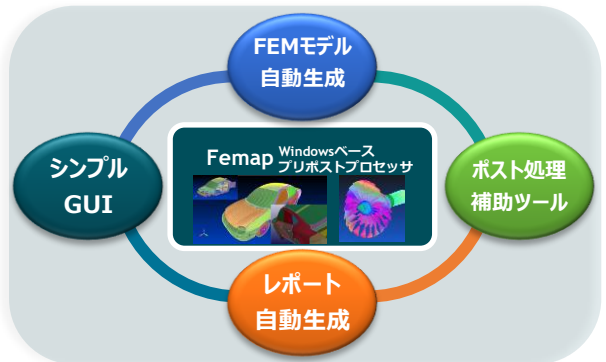 FEMモデル
自動生成
シンプル
GUI
Femap Windowsベース
プリポストプロセッサ
ポスト処理
補助ツール
レポート
自動生成